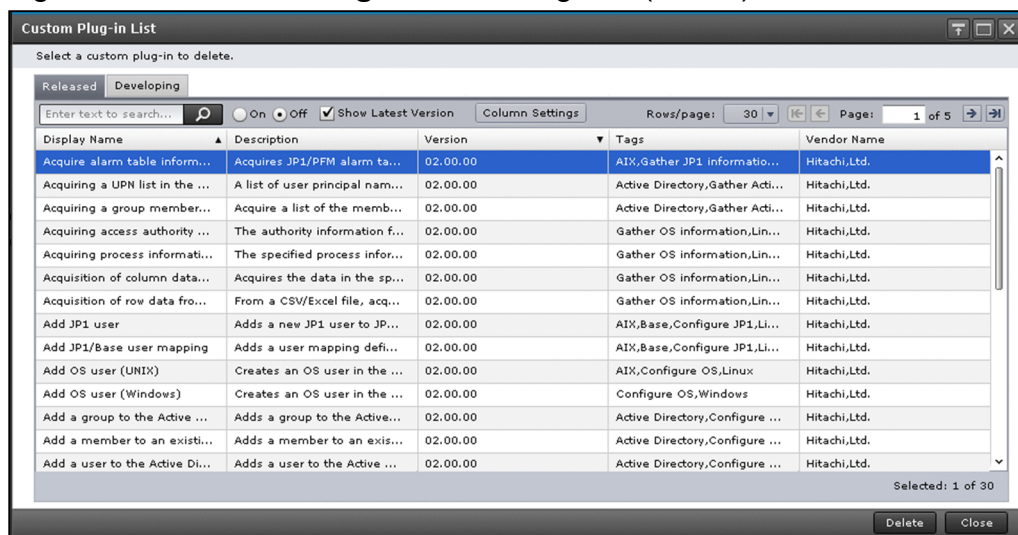 Custom Plug-in List
Select a custom plug-in to delete.
Released Developing
Enter text to search... On Off Show Latest Version Column Settings Rows/page: 30 Page: 1 of 5
Display Name Description Version Tags Vendor Name
Acquire alarm table inform... Acquires JP1/PFM alarm ta... 02.00.00 AIX,Gather JP1 informatio... Hitachi,Ltd.
Acquiring a UPN list in the ... A list of user principal nam... 02.00.00 Active Directory,Gather Acti... Hitachi,Ltd.
Acquiring a group member... Acquire a list of the memb... 02.00.00 Active Directory,Gather Acti... Hitachi,Ltd.
Acquiring access authority ... The authority information f... 02.00.00 Gather OS information,Lin... Hitachi,Ltd.
Acquiring process informati... The specified process infor... 02.00.00 Gather OS information,Lin... Hitachi,Ltd.
Acquisition of column data... Acquires the data in the sp... 02.00.00 Gather OS information,Lin... Hitachi,Ltd.
Acquisition of row data fro... From a CSV/Excel file, acq... 02.00.00 Gather OS information,Lin... Hitachi,Ltd.
Add JP1 user Adds a new JP1 user to JP... 02.00.00 AIX,Base,Configure JP1,Li... Hitachi,Ltd.
Add JP1/Base user mapping Adds a user mapping defi... 02.00.00 AIX,Base,Configure JP1,Li... Hitachi,Ltd.
Add OS user (UNIX) Creates an OS user in the ... 02.00.00 AIX,Configure OS,Linux Hitachi,Ltd.
Add OS user (Windows) Creates an OS user in the ... 02.00.00 Configure OS,Windows Hitachi,Ltd.
Add a group to the Active ... Adds a group to the Active... 02.00.00 Active Directory,Configure ... Hitachi,Ltd.
Add a member to an existi... Adds a member to an exis... 02.00.00 Active Directory,Configure ... Hitachi,Ltd.
Add a user to the Active Di... Adds a user to the Active ... 02.00.00 Active Directory,Configure ... Hitachi,Ltd.
Selected: 1 of 30
Delete Close